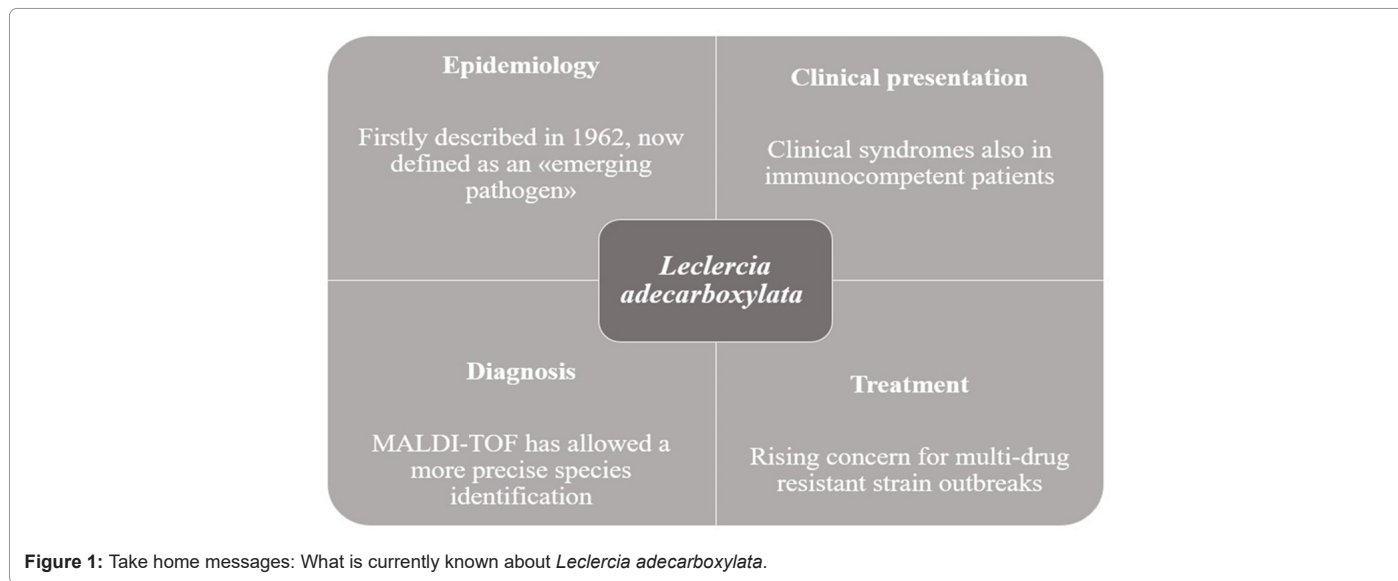 Epidemiology
Firstly described in 1962, now
defined as an «emerging
pathogen»
Clinical presentation
Clinical syndromes also in
immunocompetent patients
Leclercia
adecarboxylata
Diagnosis
MALDI-TOF has allowed a
more precise species
identification
Treatment
Rising concern for multi-drug
resistant strain outbreaks
Figure 1: Take home messages: What is currently known about Leclercia adecarboxylata.